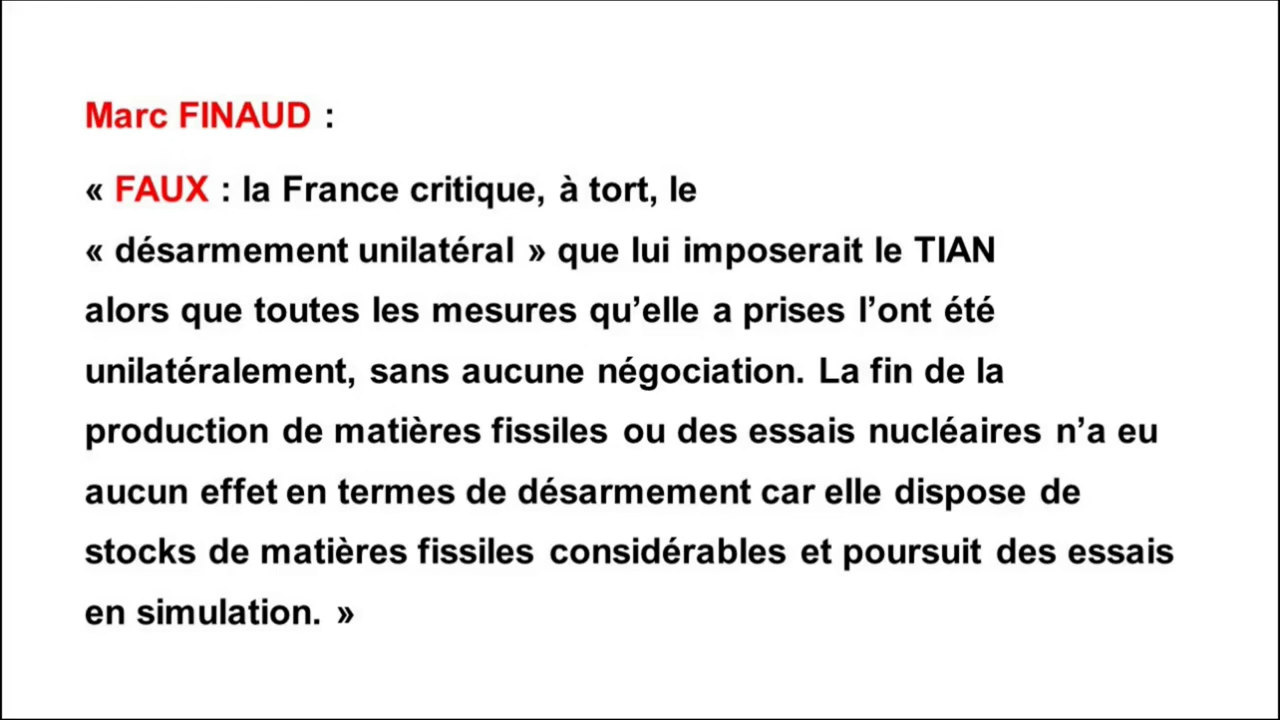 Marc FINAUD :
« FAUX : la France critique, à tort, le
« désarmement unilatéral » que lui imposerait le TIAN
alors que toutes les mesures qu’elle a prises l’ont été
unilatéralement, sans aucune négociation. La fin de la
production de matières fissiles ou des essais nucléaires n’a eu
aucun effet en termes de désarmement car elle dispose de
stocks de matières fissiles considérables et poursuit des essais
en simulation. »